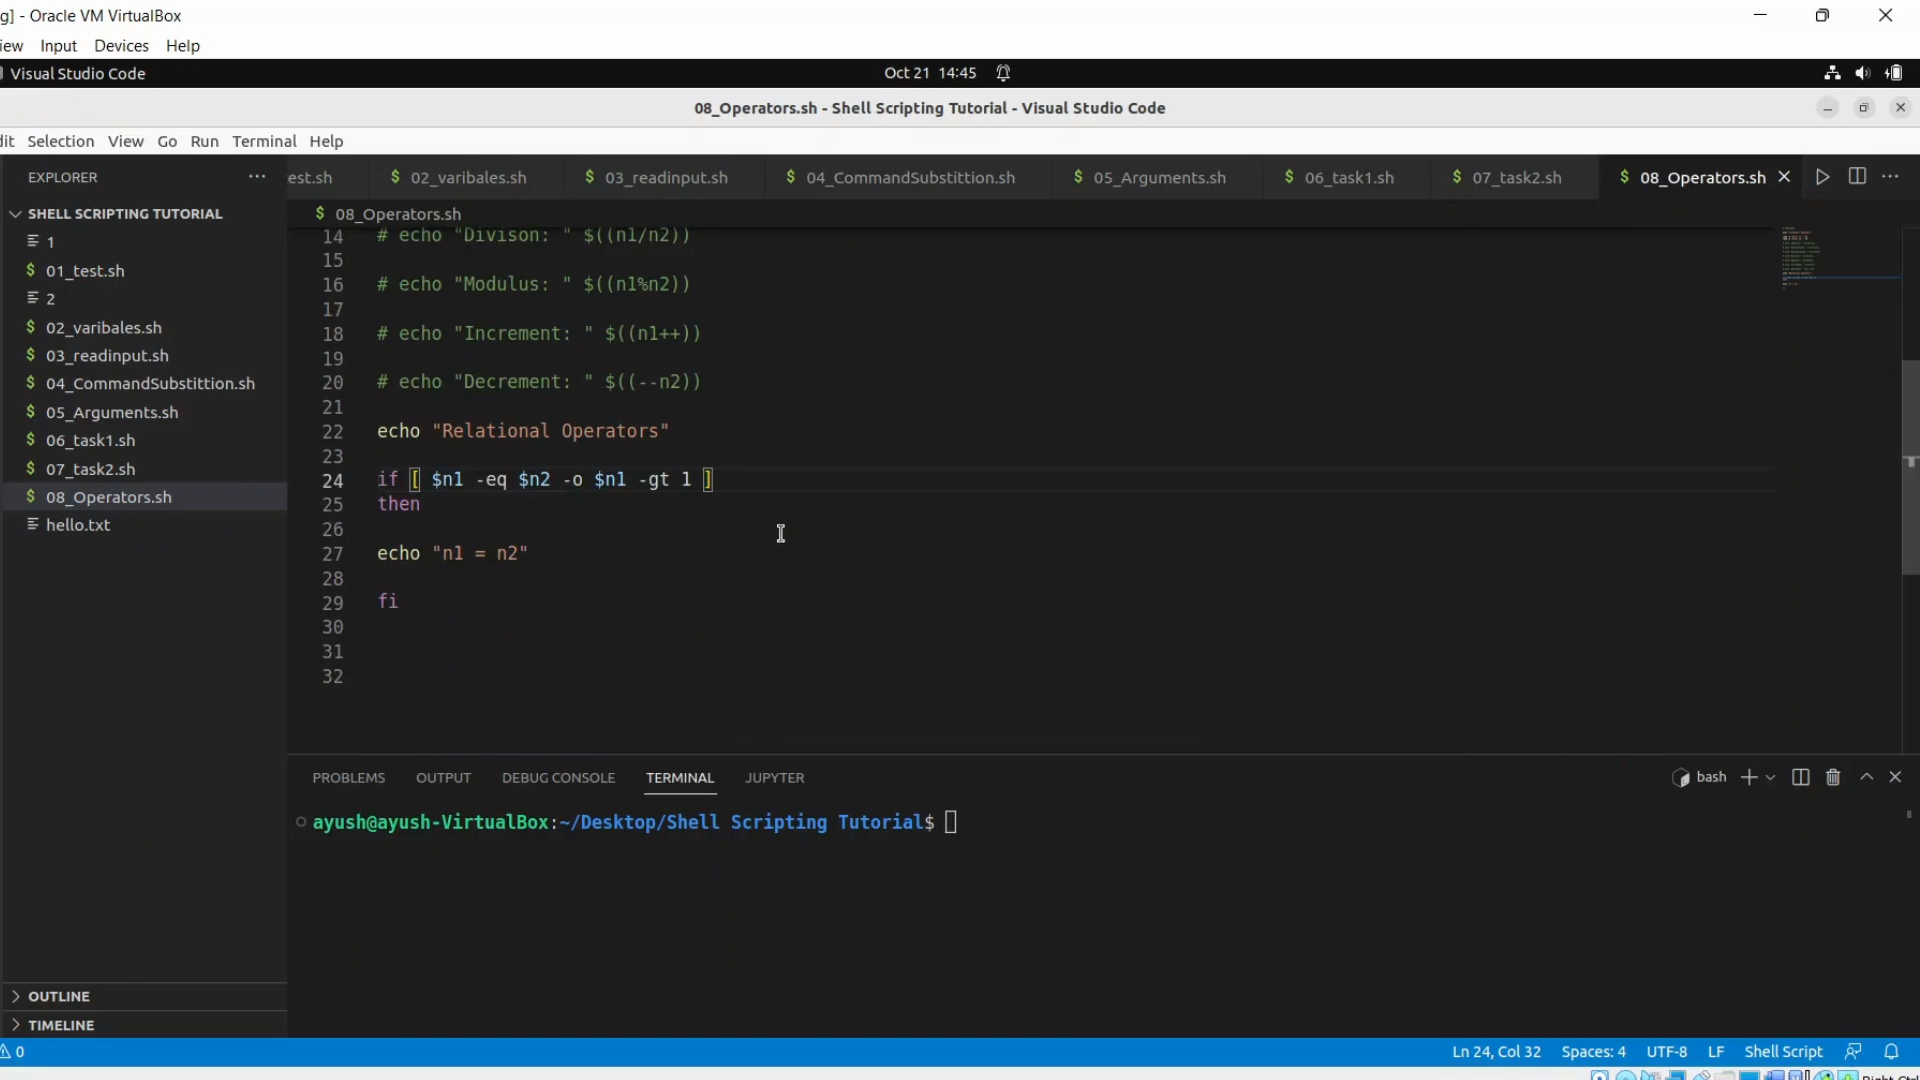 g] - Oracle VM VirtualBox
iew Input Devices Help
Visual Studio Code
Oct 21 14:45
08_Operators.sh - Shell Scripting Tutorial - Visual Studio Code
dit Selection View Go Run Terminal Help
EXPLORER
est.sh
$ 02_varibales.sh
$ 03_readinput.sh
$ 04_CommandSubstittion.sh
$ 05_Arguments.sh
$ 06_task1.sh
$ 07_task2.sh
$ 08_Operators.sh
SHELL SCRIPTING TUTORIAL
1
$ 01_test.sh
2
$ 02_varibales.sh
$ 03_readinput.sh
$ 04_CommandSubstittion.sh
$ 05_Arguments.sh
$ 06_task1.sh
$ 07_task2.sh
$ 08_Operators.sh
hello.txt
OUTLINE
TIMELINE
$ 08_Operators.sh
14 # echo "Divison: " $((n1/n2))
15
16 # echo "Modulus: " $((n1%n2))
17
18 # echo "Increment: " $((n1++))
19
20 # echo "Decrement: " $((--n2))
21
22 echo "Relational Operators"
23
24 if [ $n1 -eq $n2 -o $n1 -gt 1 ]
25 then
26
27 echo "n1 = n2"
28
29 fi
30
31
32
PROBLEMS OUTPUT DEBUG CONSOLE TERMINAL JUPYTER
bash
ayush@ayush-VirtualBox:~/Desktop/Shell Scripting Tutorial$
0
Ln 24, Col 32 Spaces: 4 UTF-8 LF Shell Script
Right Ctrl